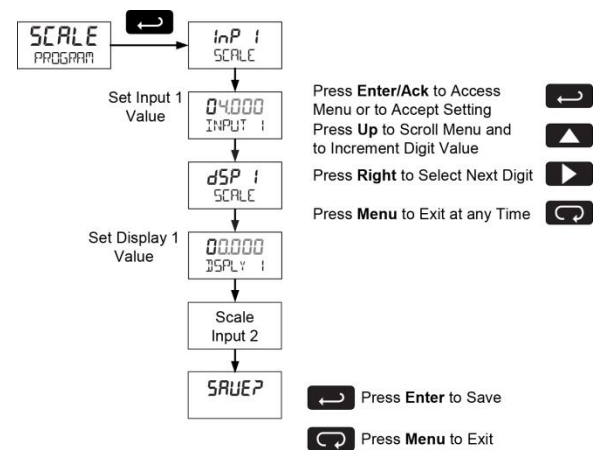 SCALE
PROGRAM
InP 1
SCALE
Set Input 1
Value
04.000
INPUT 1
dSP 1
SCALE
Set Display 1
Value
00.000
DSPLY 1
Scale
Input 2
SAVE?
Press Enter/Ack to Access
Menu or to Accept Setting
Press Up to Scroll Menu and
to Increment Digit Value
Press Right to Select Next Digit
Press Menu to Exit at any Time
Press Enter to Save
Press Menu to Exit